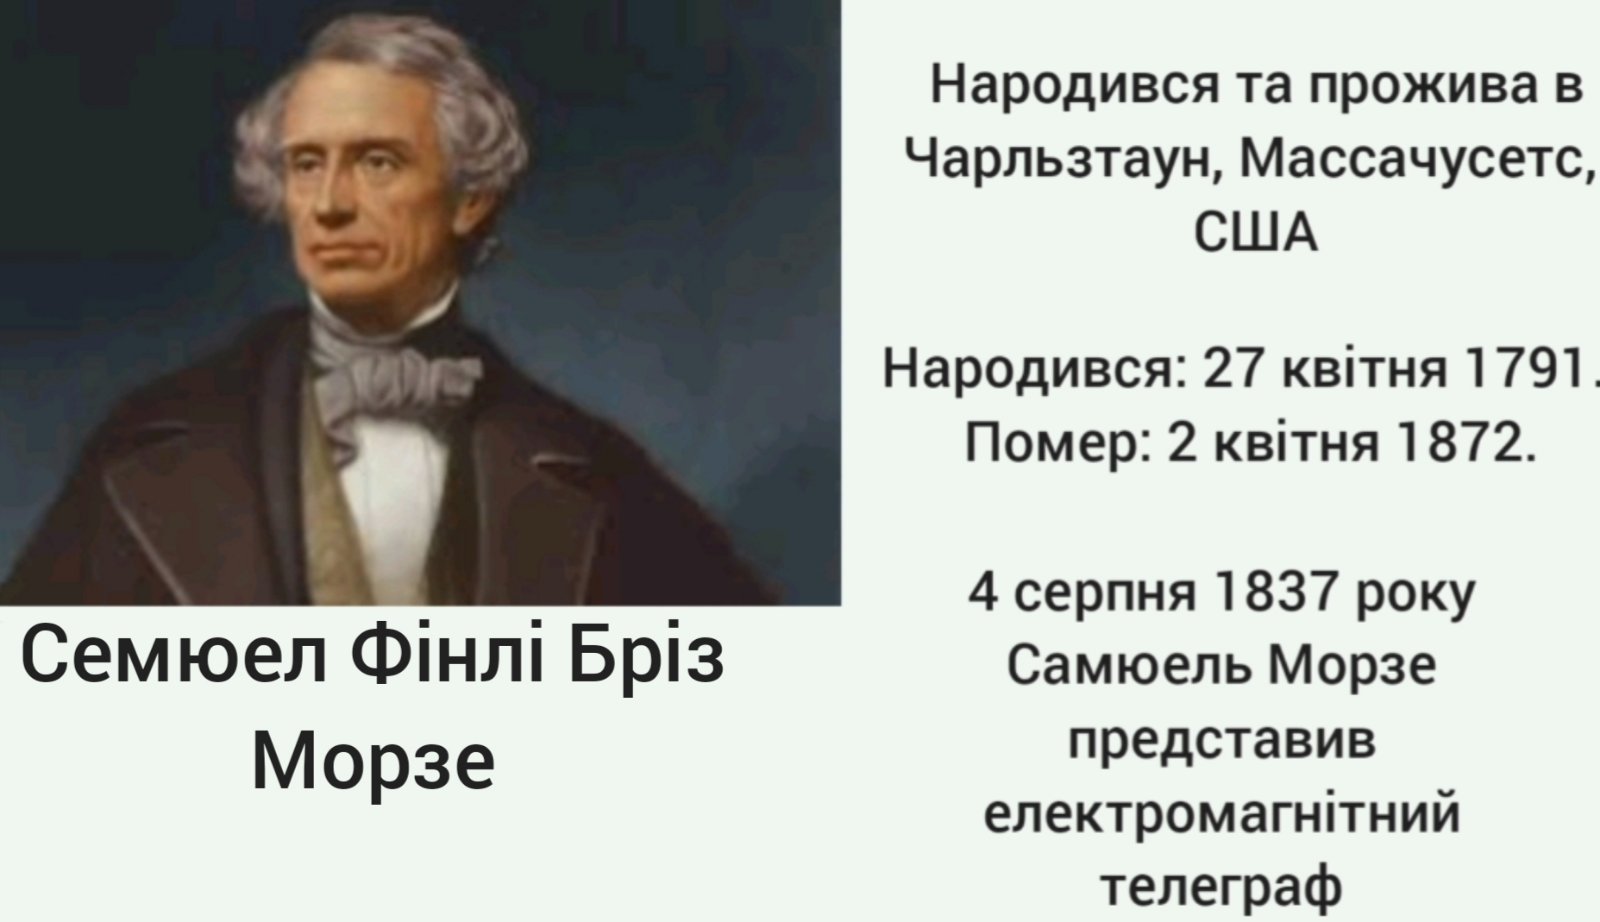 Семюел Фінлі Бріз
Морзе
Народився та прожива в
Чарльзтаун, Массачусетс,
США
Народився: 27 квітня 1791.
Помер: 2 квітня 1872.
4 серпня 1837 року
Самюель Морзе
представив
електромагнітний
телеграф